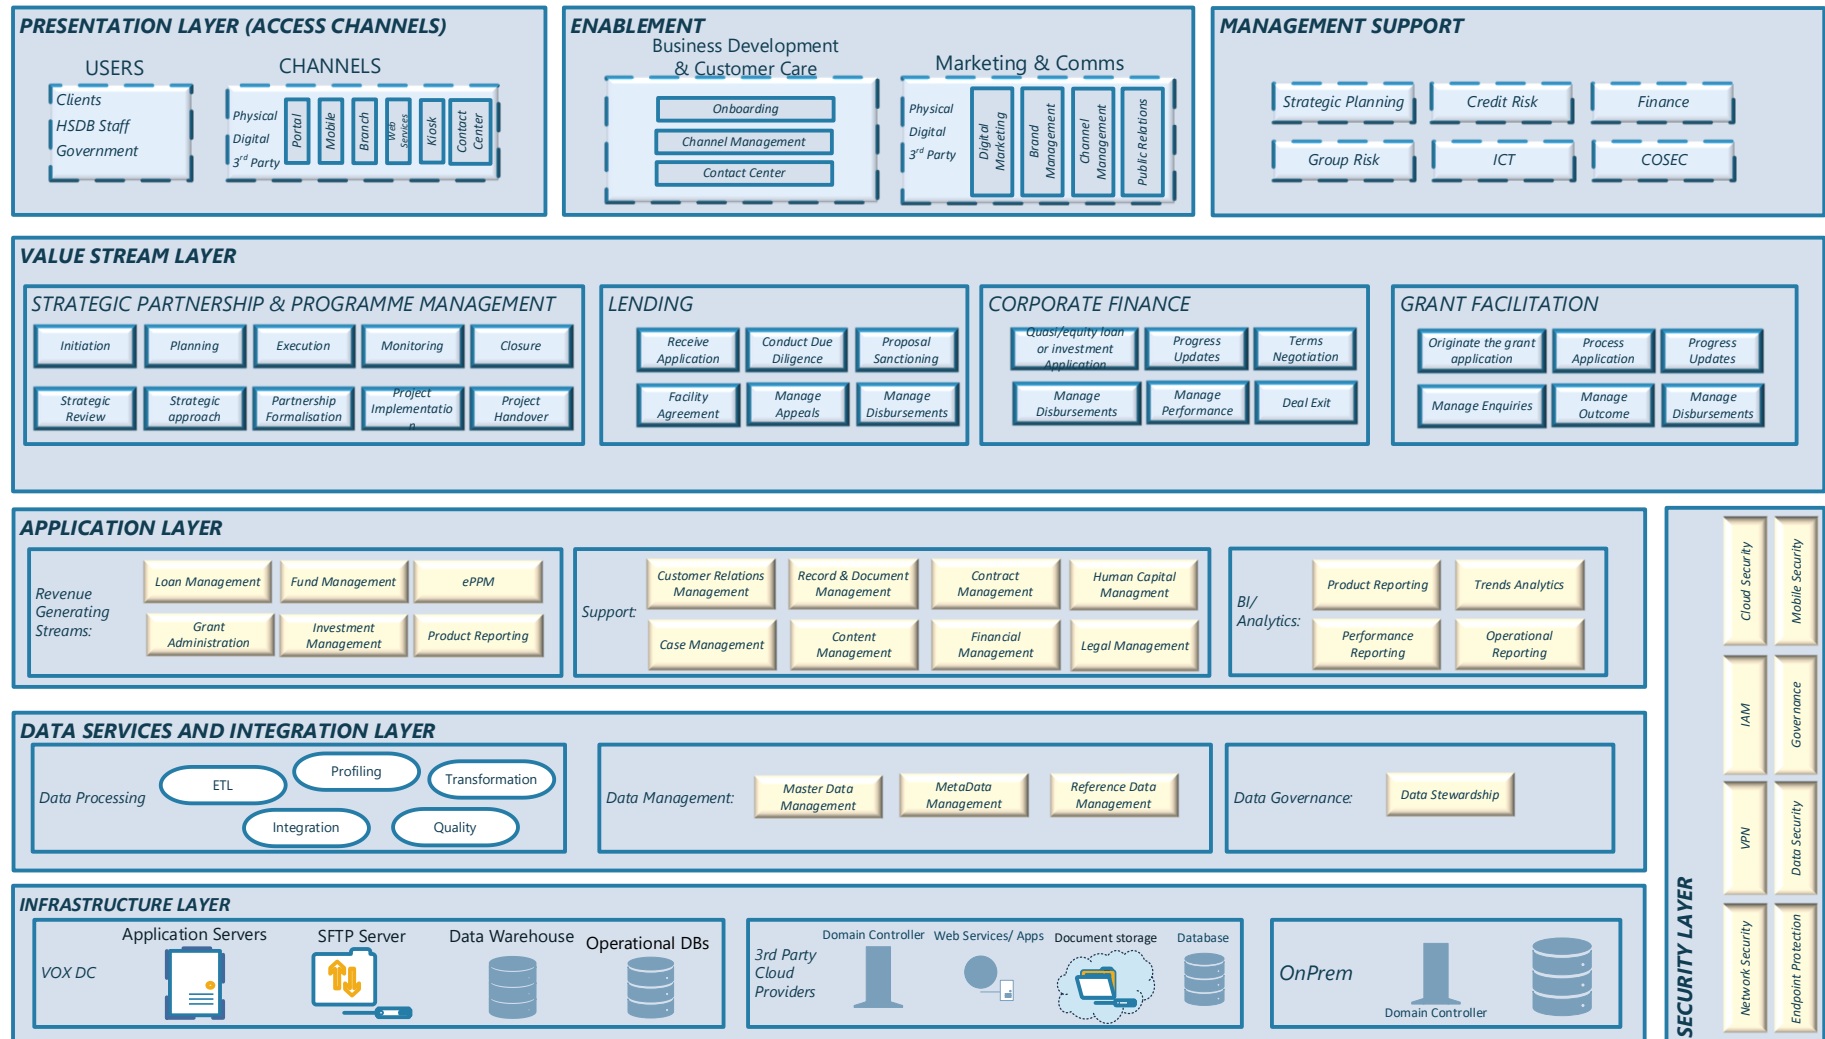 PRESENTATION LAYER (ACCESS CHANNELS)
USERS
Clients
HSDB Staff
Government
CHANNELS
Physical
Digital
3rd Party
Portal
Mobile
Branch
Web
Services
Kiosk
Contact
Center
ENABLEMENT
Business Development
& Customer Care
Onboarding
Channel Management
Contact Center
Marketing & Comms
Physical
Digital
3rd Party
Digital
Marketing
Brand
Management
Channel
Management
Public Relations
MANAGEMENT SUPPORT
Strategic Planning
Credit Risk
Finance
Group Risk
ICT
COSEC
VALUE STREAM LAYER
STRATEGIC PARTNERSHIP & PROGRAMME MANAGEMENT
Initiation
Planning
Execution
Monitoring
Closure
Strategic
Review
Strategic
approach
Partnership
Formalisation
Project
Implementatio
n
Project
Handover
LENDING
Receive
Application
Conduct Due
Diligence
Proposal
Sanctioning
Facility
Agreement
Manage
Appeals
Manage
Disbursements
CORPORATE FINANCE
Quasi/equity loan
or investment
Application
Progress
Updates
Terms
Negotiation
Manage
Disbursements
Manage
Performance
Deal Exit
GRANT FACILITATION
Originate the grant
application
Process
Application
Progress
Updates
Manage Enquiries
Manage
Outcome
Manage
Disbursements
APPLICATION LAYER
Revenue
Generating
Streams:
Loan Management
Fund Management
ePPM
Grant
Administration
Investment
Management
Product Reporting
Support:
Customer Relations
Management
Record & Document
Management
Contract
Management
Human Capital
Managment
Case Management
Content
Management
Financial
Management
Legal Management
BI/
Analytics:
Product Reporting
Trends Analytics
Performance
Reporting
Operational
Reporting
DATA SERVICES AND INTEGRATION LAYER
Data Processing
ETL
Profiling
Transformation
Integration
Quality
Data Management:
Master Data
Management
MetaData
Management
Reference Data
Management
Data Governance:
Data Stewardship
INFRASTRUCTURE LAYER
VOX DC
Application Servers
SFTP Server
Data Warehouse
Operational DBs
3rd Party
Cloud
Providers
Domain Controller
Web Services/ Apps
Document storage
Database
OnPrem
Domain Controller
SECURITY LAYER
Cloud Security
Mobile Security
IAM
Governance
VPN
Data Security
Network Security
Endpoint Protection